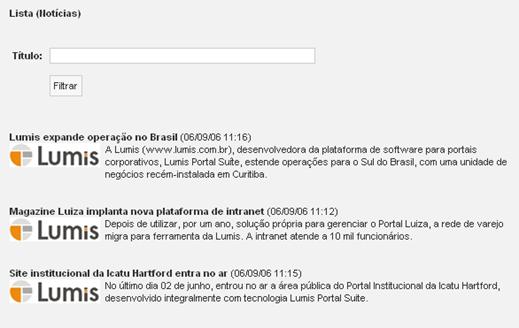 Lista (Notícias)
Título:
Filtrar
Lumis expande operação no Brasil (06/09/06 11:16)
Lumis
A Lumis (www.lumis.com.br), desenvolvedora da plataforma de software para portais
corporativos, Lumis Portal Suite, estende operações para o Sul do Brasil, com uma unidade de
negócios recém-instalada em Curitiba.
Magazine Luiza implanta nova plataforma de intranet (06/09/06 11:12)
Lumis
Depois de utilizar, por um ano, solução própria para gerenciar o Portal Luiza, a rede de varejo
migra para ferramenta da Lumis. A intranet atende a 10 mil funcionários.
Site institucional da Icatu Hartford entra no ar (06/09/06 11:15)
Lumis
No último dia 02 de junho, entrou no ar a área pública do Portal Institucional da Icatu Hartford,
desenvolvido integralmente com tecnologia Lumis Portal Suite.